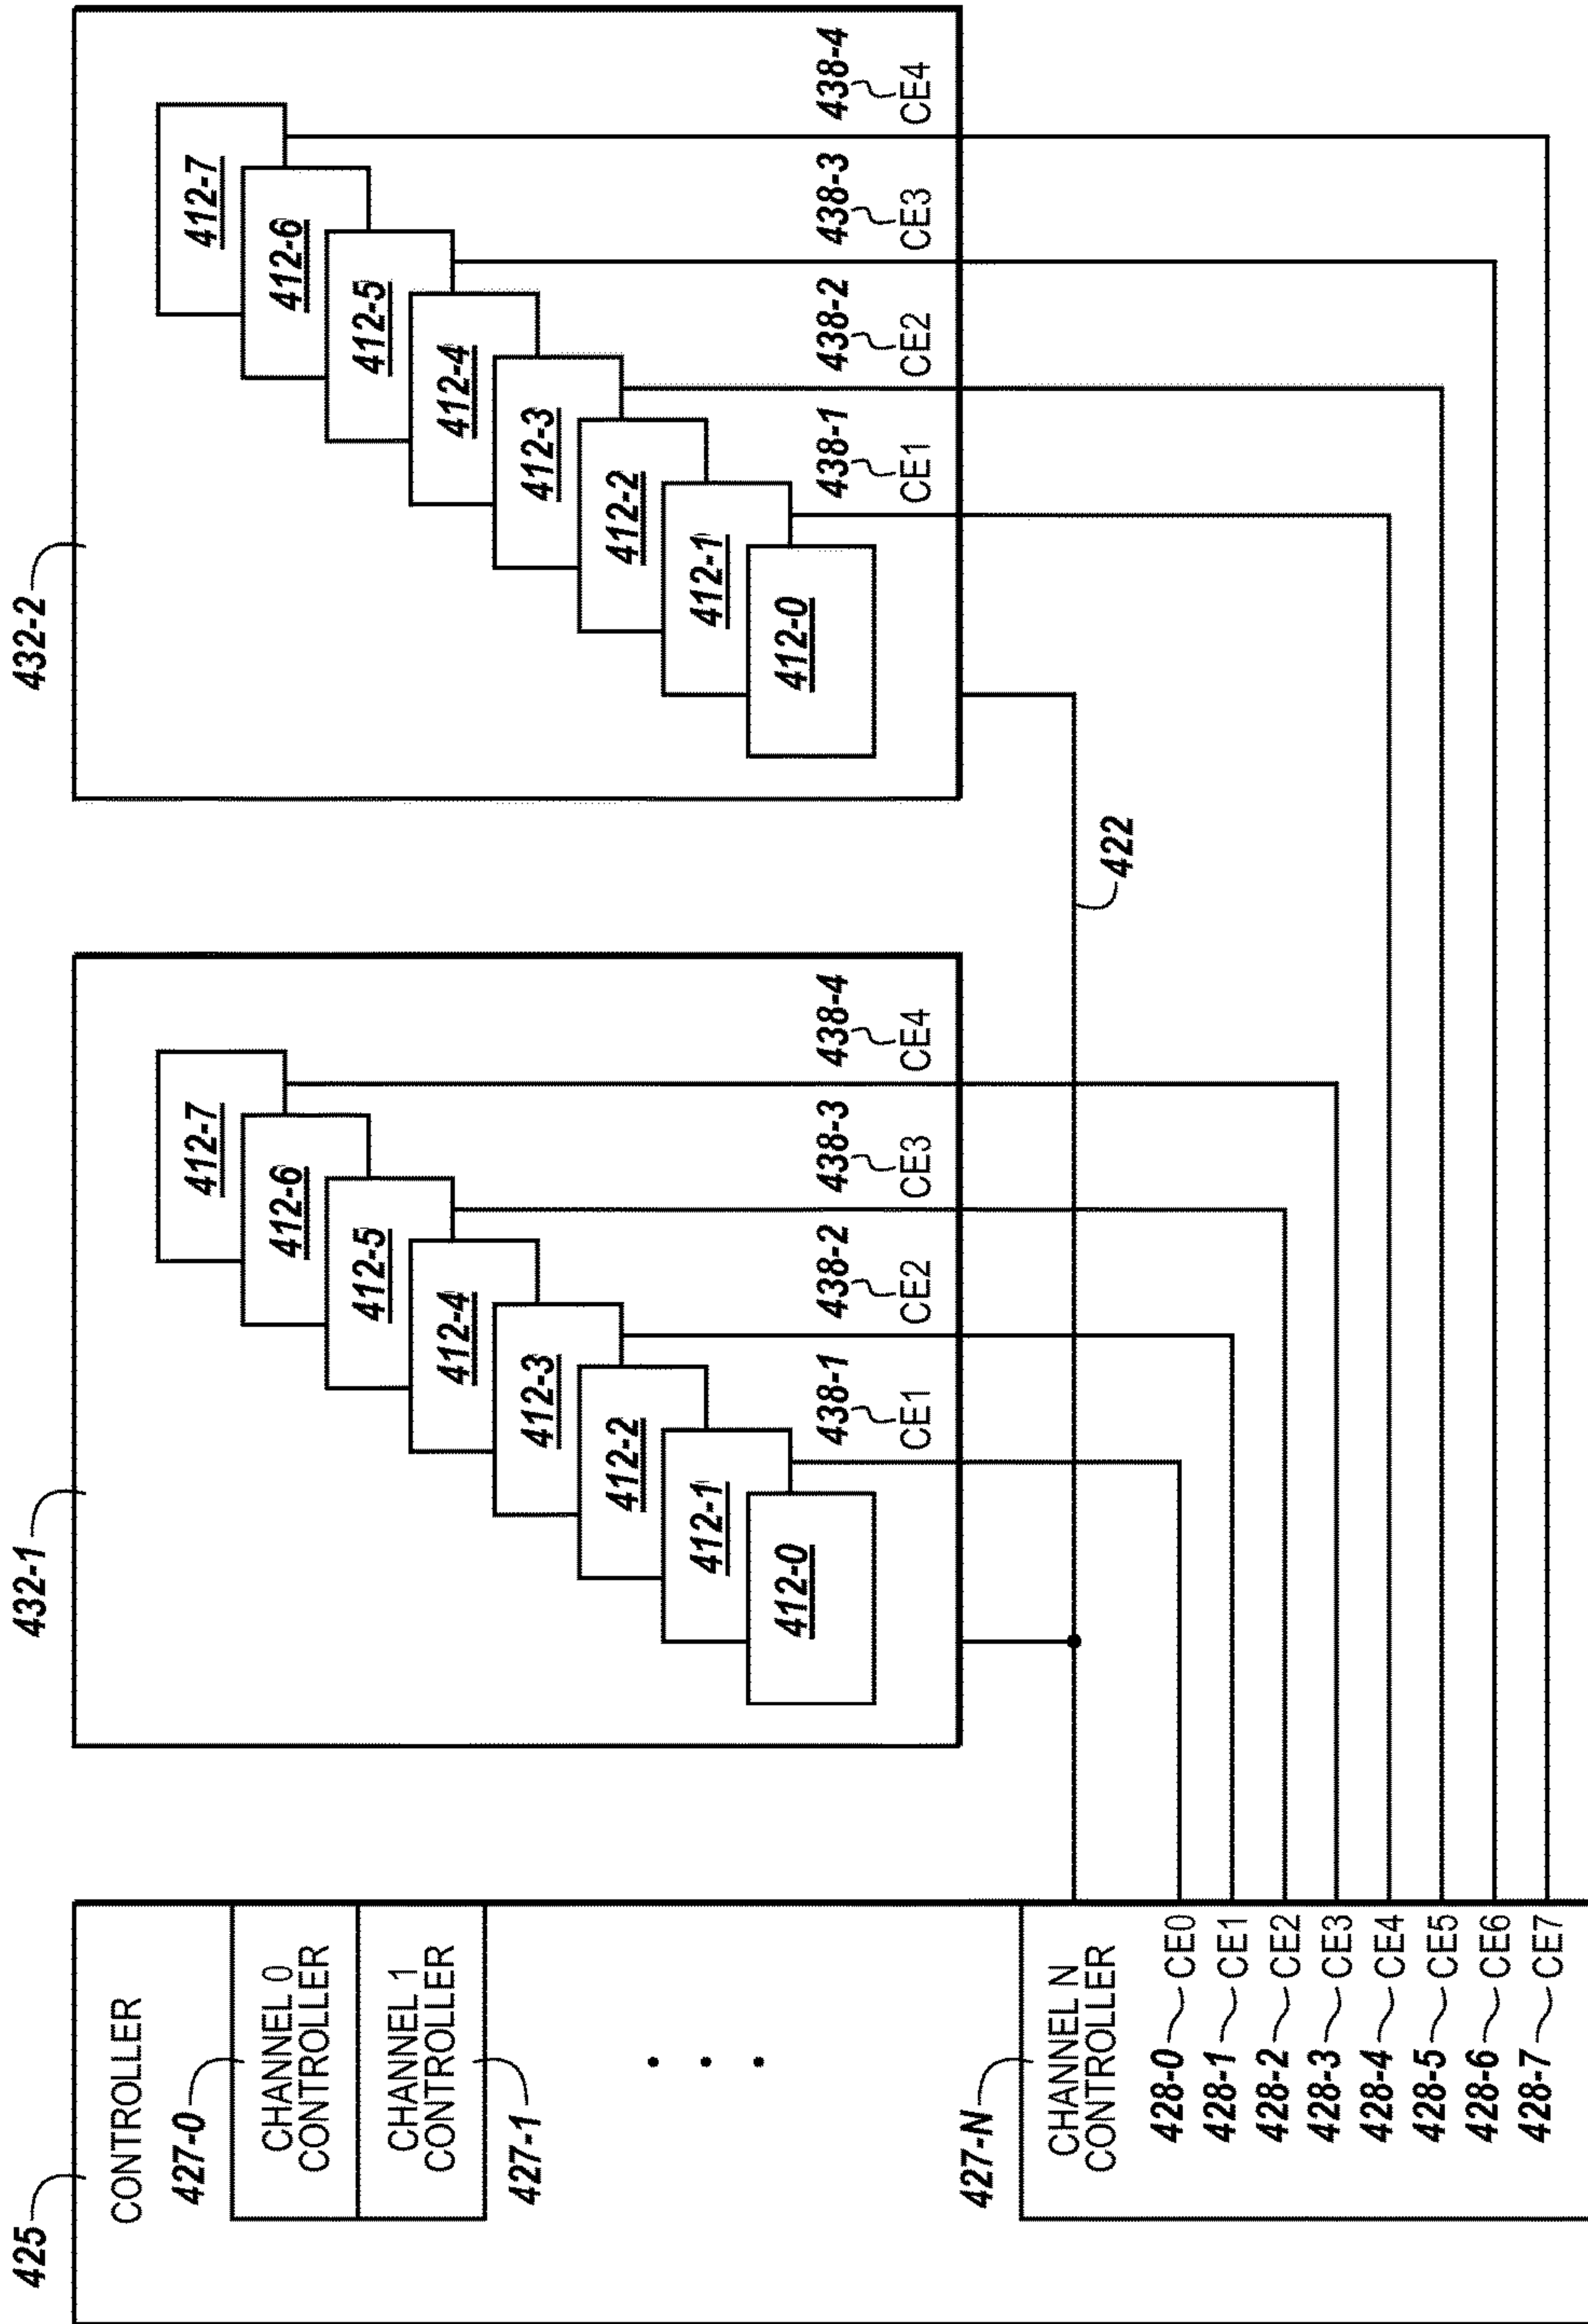 425
CONTROLLER
427-0
CHANNEL 0
CONTROLLER
CHANNEL 1
CONTROLLER
427-1
427-N
CHANNEL N
CONTROLLER
428-0 CE0
428-1 CE1
428-2 CE2
428-3 CE3
428-4 CE4
428-5 CE5
428-6 CE6
428-7 CE7
432-1
412-7
412-6
412-5
412-4
412-3
412-2
412-1
412-0
438-1 438-2 438-3 438-4
CE1 CE2 CE3 CE4
422
432-2
412-7
412-6
412-5
412-4
412-3
412-2
412-1
412-0
438-1 438-2 438-3 438-4
CE1 CE2 CE3 CE4